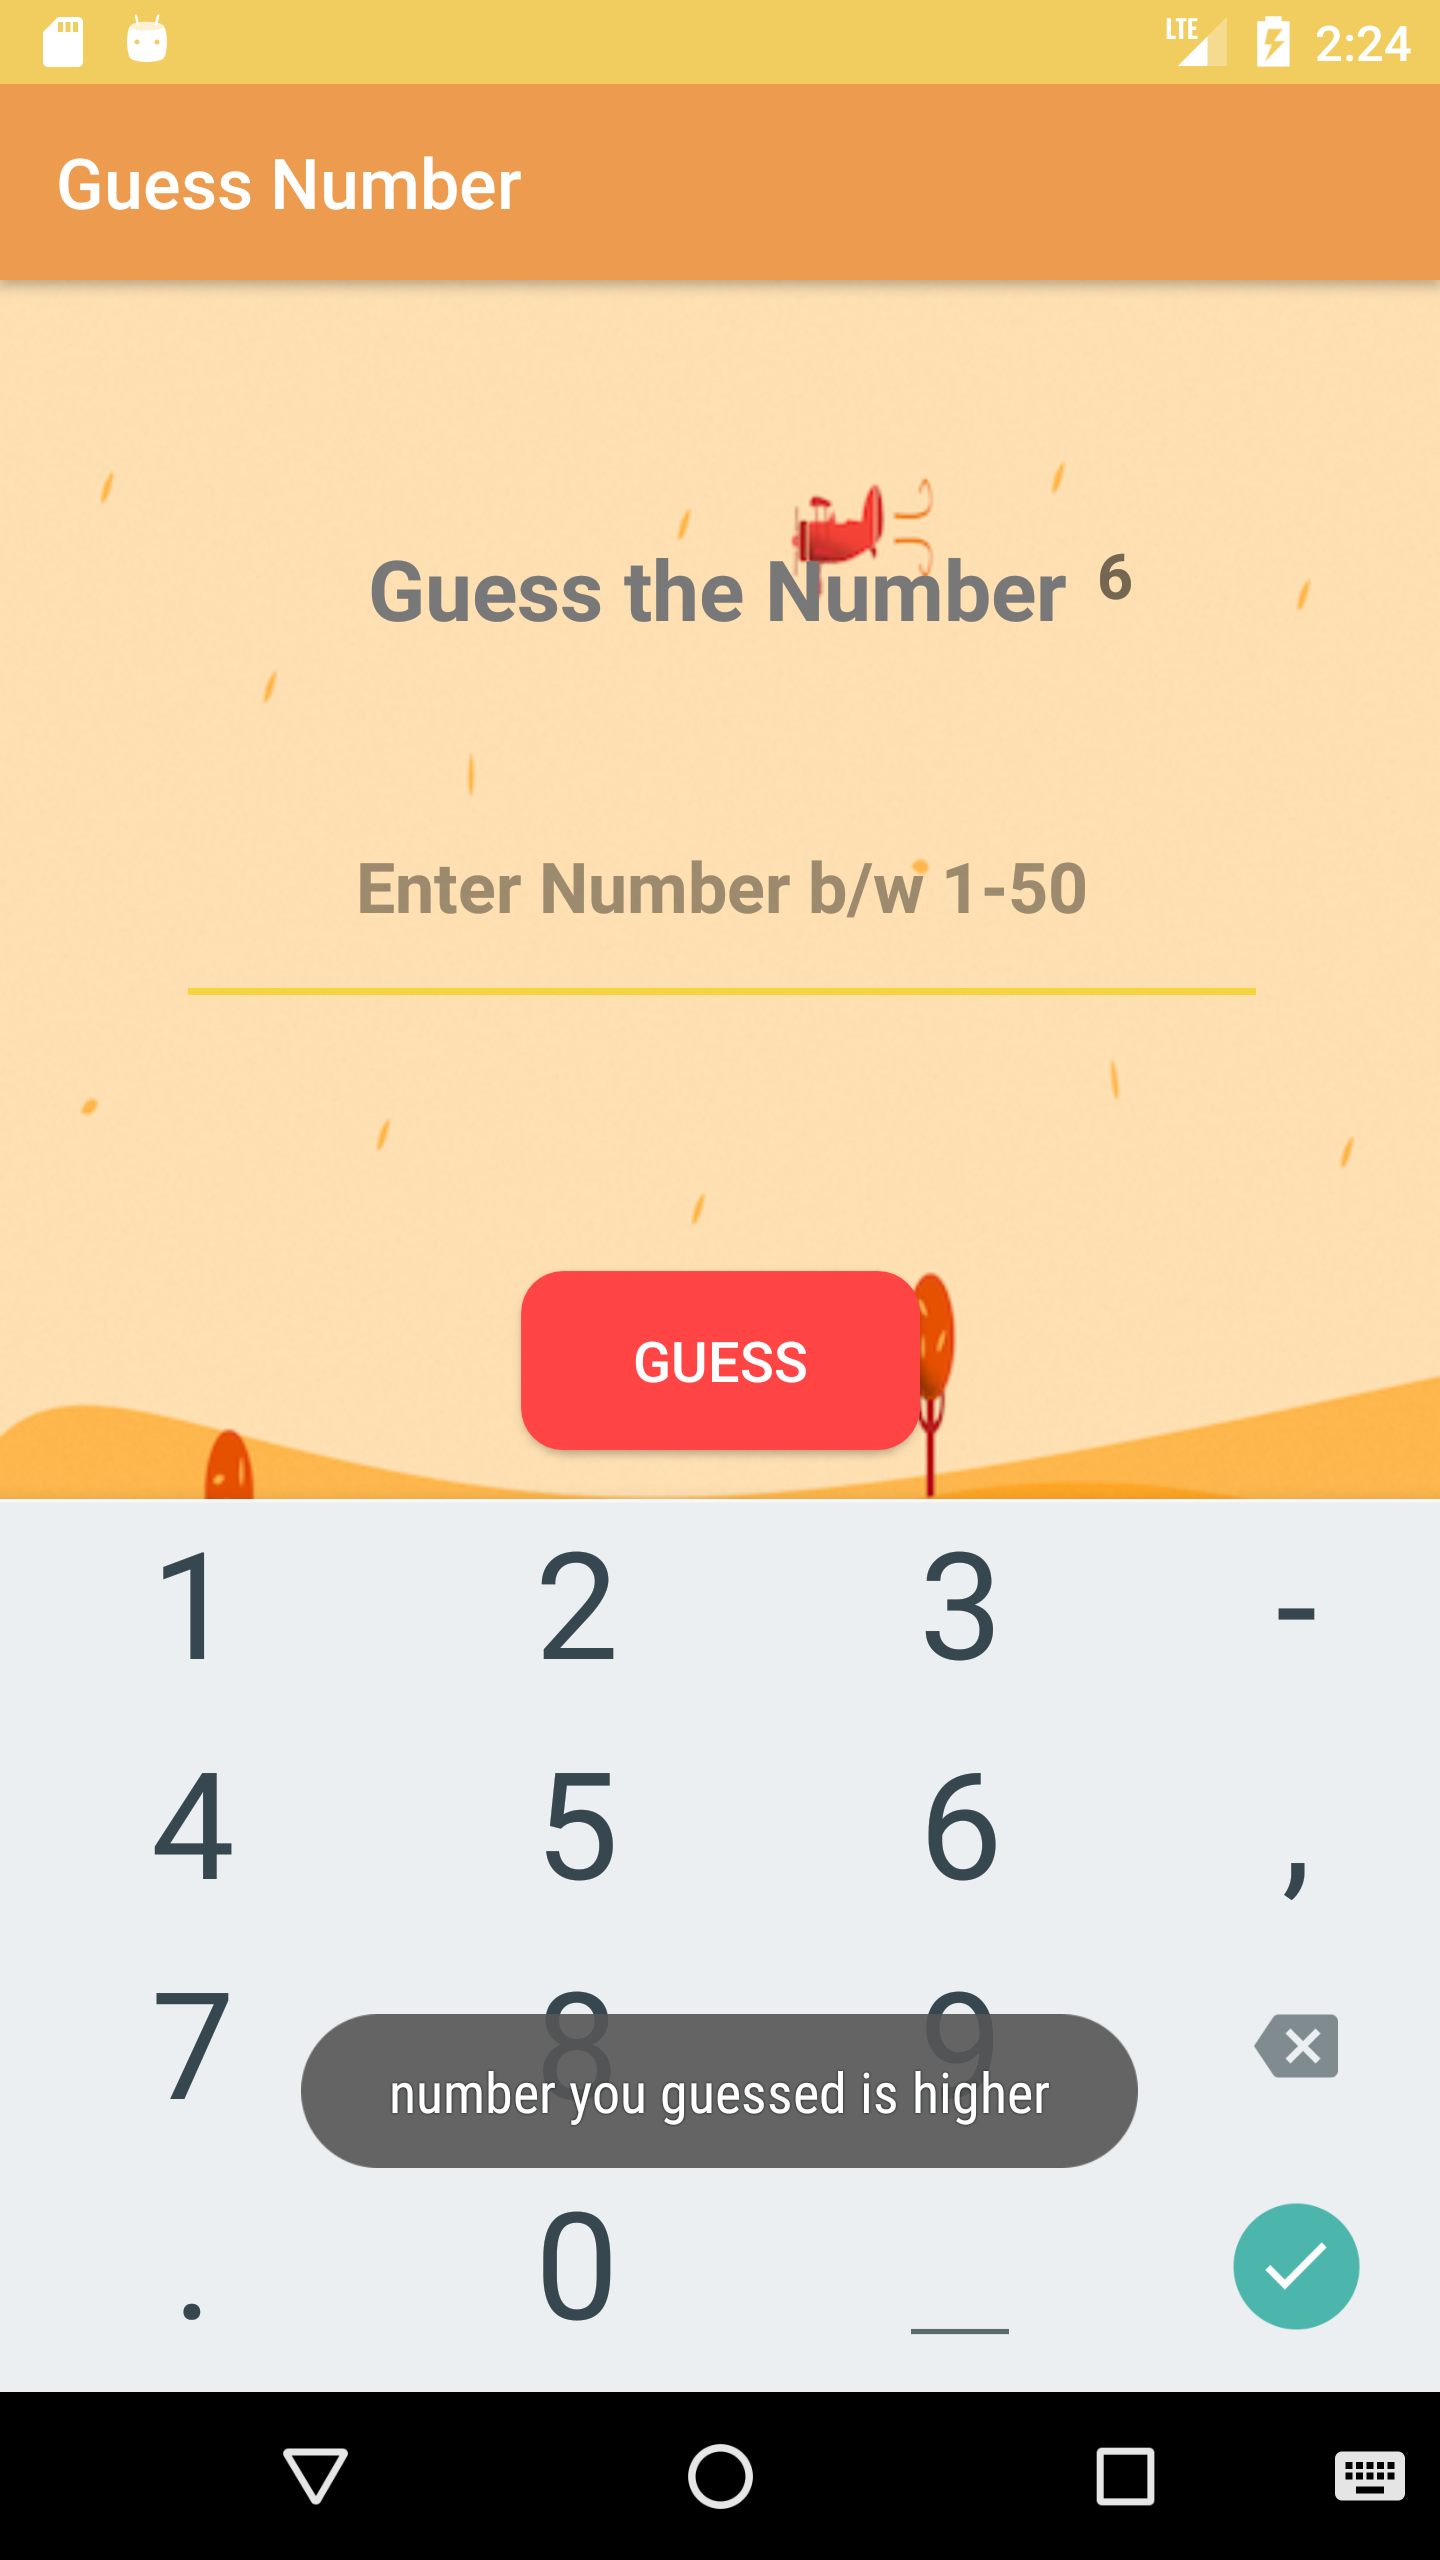 LTE 2:24
Guess Number
Guess the Number 6
Enter Number b/w 1-50
GUESS
1 2 3 -
4 5 6 ,
7 8 9
number you guessed is higher
. 0 _